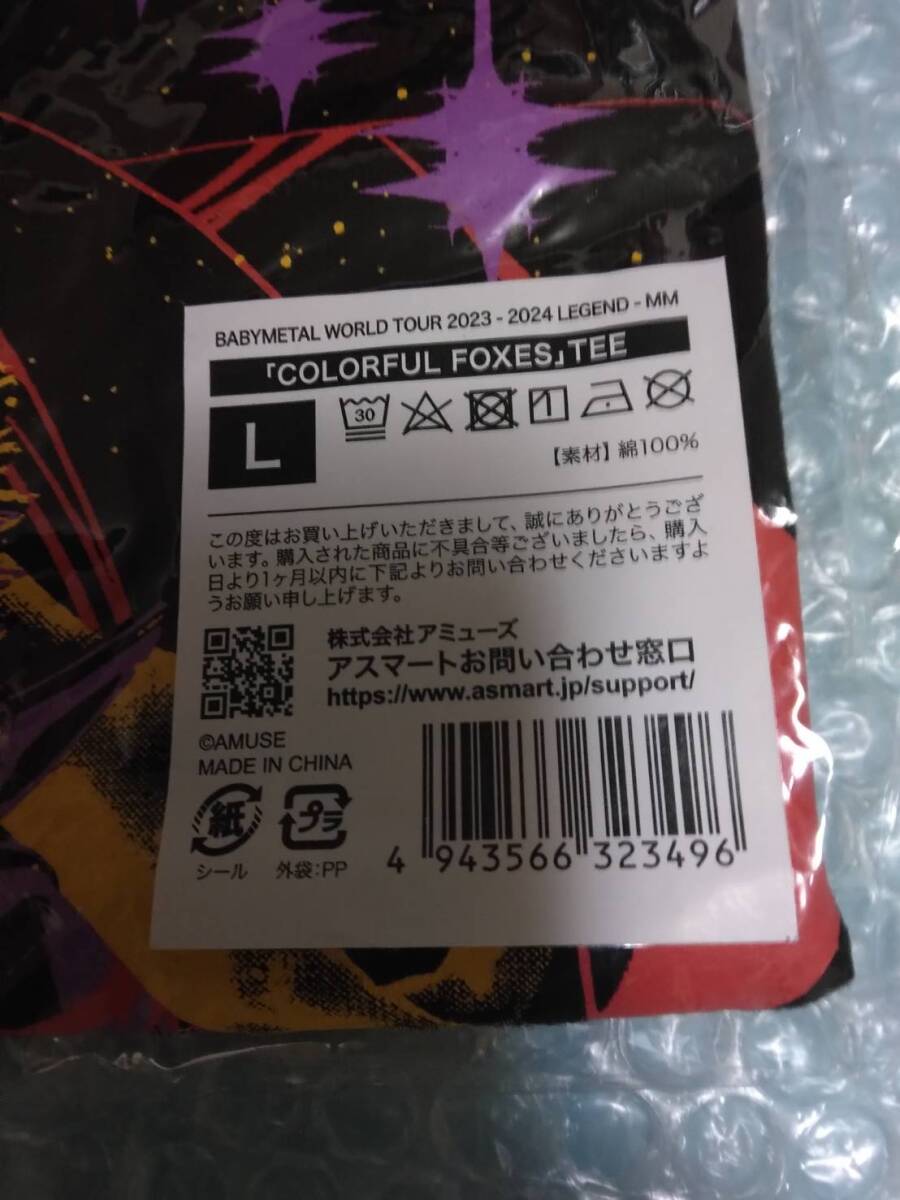 BABYMETAL WORLD TOUR 2023 - 2024 LEGEND - MM
「COLORFUL FOXES」TEE
L
30
【素材】綿100%
この度はお買い上げいただきまして、誠にありがとうござ
います。購入された商品に不具合等ございましたら、購入
日より1ヶ月以内に下記よりお問い合わせくださいますよ
うお願い申し上げます。
株式会社アミューズ
アスマートお問い合わせ窓口
https://www.asmart.jp/support/
©AMUSE
MADE IN CHINA
紙 プラ
シール 外袋:PP
4 943566 323496